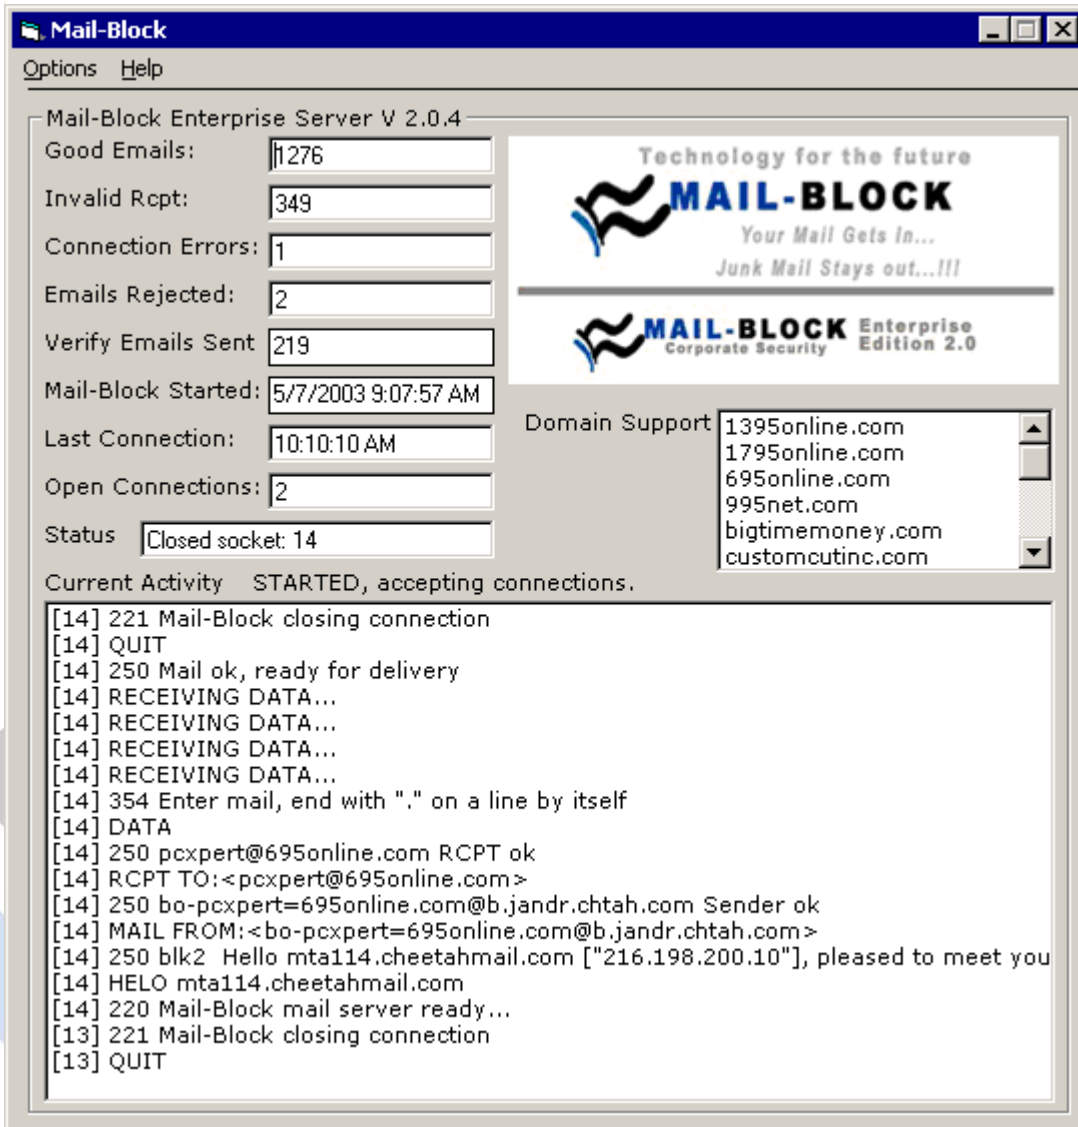 Mail-Block
Options Help
Mail-Block Enterprise Server V 2.0.4
Good Emails: 1276
Invalid Rcpt: 349
Connection Errors: 1
Emails Rejected: 2
Verify Emails Sent 219
Mail-Block Started: 5/7/2003 9:07:57 AM
Last Connection: 10:10:10 AM
Open Connections: 2
Status Closed socket: 14
Technology for the future
MAIL-BLOCK
Your Mail Gets In...
Junk Mail Stays out...!!!
MAIL-BLOCK Enterprise
Corporate Security Edition 2.0
Domain Support
1395online.com
1795online.com
695online.com
995net.com
bigtimemoney.com
customcutinc.com
Current Activity STARTED, accepting connections.
[14] 221 Mail-Block closing connection
[14] QUIT
[14] 250 Mail ok, ready for delivery
[14] RECEIVING DATA...
[14] RECEIVING DATA...
[14] RECEIVING DATA...
[14] RECEIVING DATA...
[14] 354 Enter mail, end with "." on a line by itself
[14] DATA
[14] 250 pcxpert@695online.com RCPT ok
[14] RCPT TO:<pcxpert@695online.com>
[14] 250 bo-pcxpert=695online.com@b.jandr.chtah.com Sender ok
[14] MAIL FROM:<bo-pcxpert=695online.com@b.jandr.chtah.com>
[14] 250 blk2 Hello mta114.cheetahmail.com ["216.198.200.10"], pleased to meet you
[14] HELO mta114.cheetahmail.com
[14] 220 Mail-Block mail server ready...
[13] 221 Mail-Block closing connection
[13] QUIT